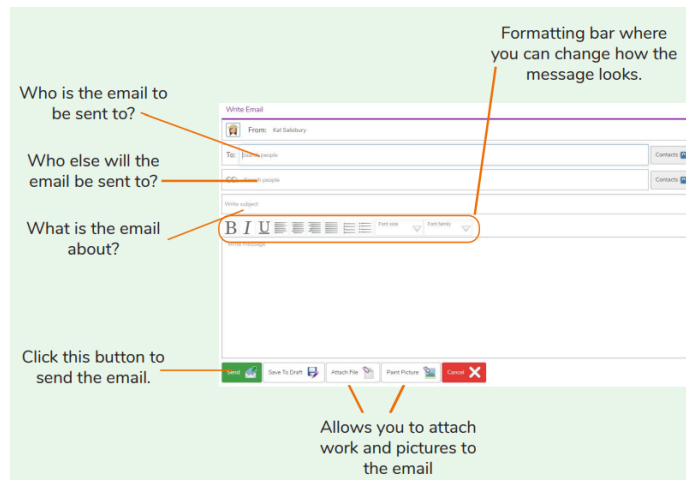 Formatting bar where
you can change how the
message looks.
Who is the email to
be sent to?
Who else will the
email be sent to?
What is the email
about?
Click this button to
send the email.
Write Email
From: Kat Salisbury
To: Search people
Contacts
CC: Search people
Contacts
Write subject
B I U Font size Font family
Write message
Send Save To Draft Attach File Paint Picture Cancel
Allows you to attach
work and pictures to
the email